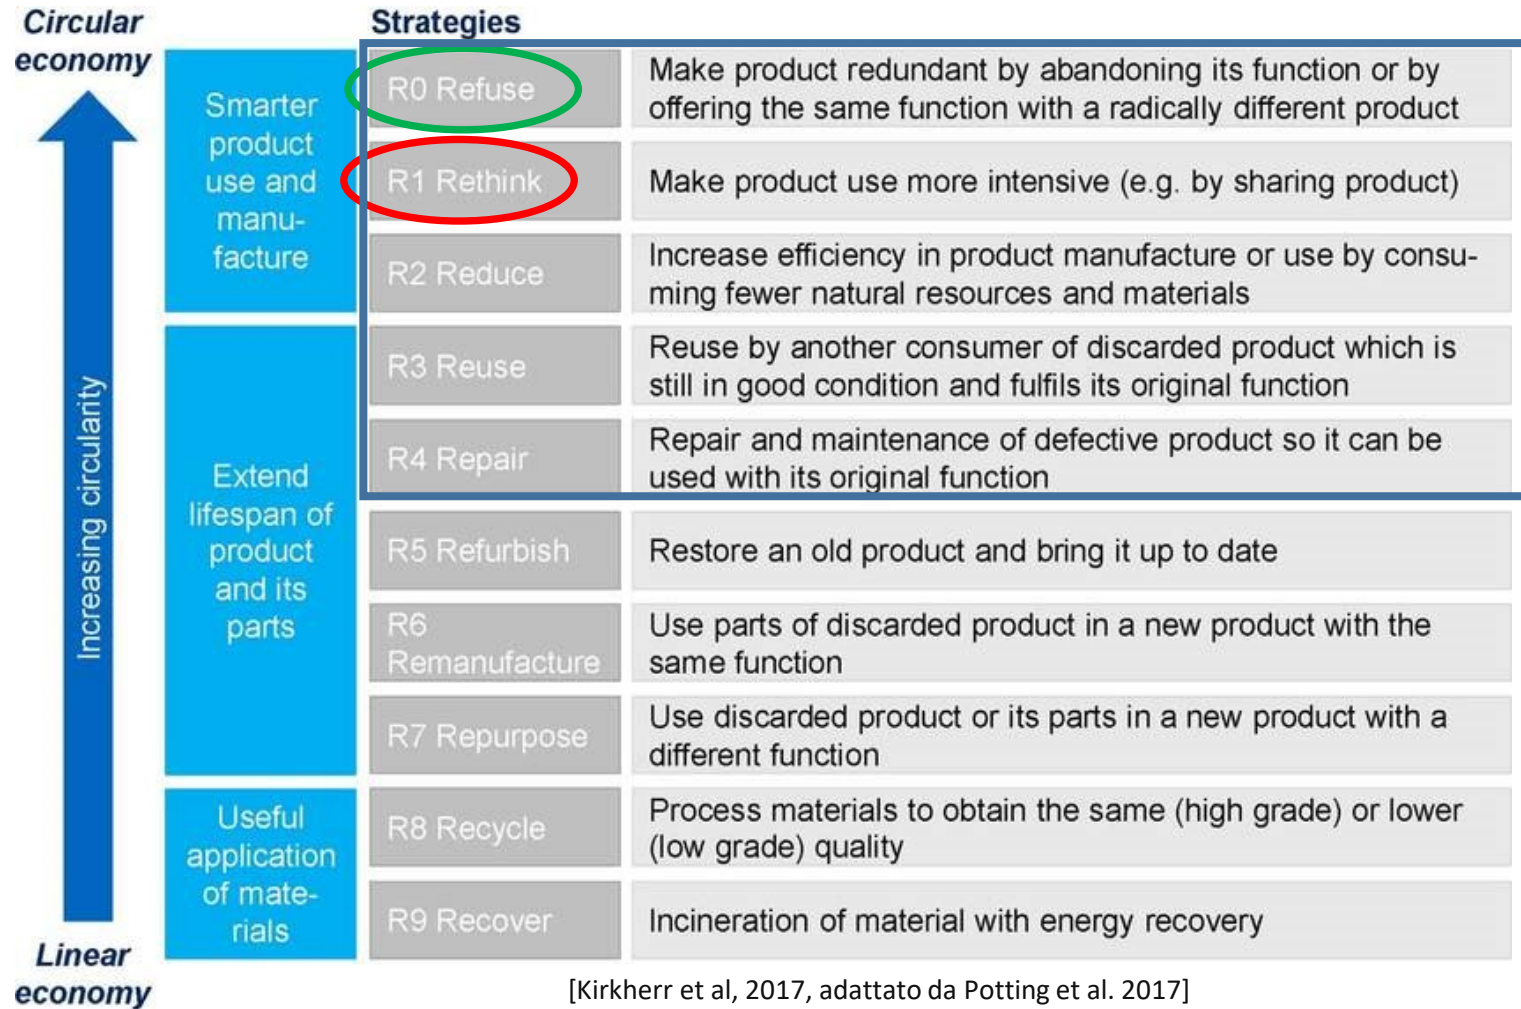 Circular
economy
Strategies
Smarter
product
use and
manu-
facture
R0 Refuse
Make product redundant by abandoning its function or by
offering the same function with a radically different product
R1 Rethink
Make product use more intensive (e.g. by sharing product)
R2 Reduce
Increase efficiency in product manufacture or use by consu-
ming fewer natural resources and materials
Extend
lifespan of
product
and its
parts
R3 Reuse
Reuse by another consumer of discarded product which is
still in good condition and fulfils its original function
R4 Repair
Repair and maintenance of defective product so it can be
used with its original function
R5 Refurbish
Restore an old product and bring it up to date
R6
Remanufacture
Use parts of discarded product in a new product with the
same function
R7 Repurpose
Use discarded product or its parts in a new product with a
different function
Useful
application
of mate-
rials
R8 Recycle
Process materials to obtain the same (high grade) or lower
(low grade) quality
R9 Recover
Incineration of material with energy recovery
Increasing circularity
Linear
economy
[Kirkherr et al, 2017, adattato da Potting et al. 2017]